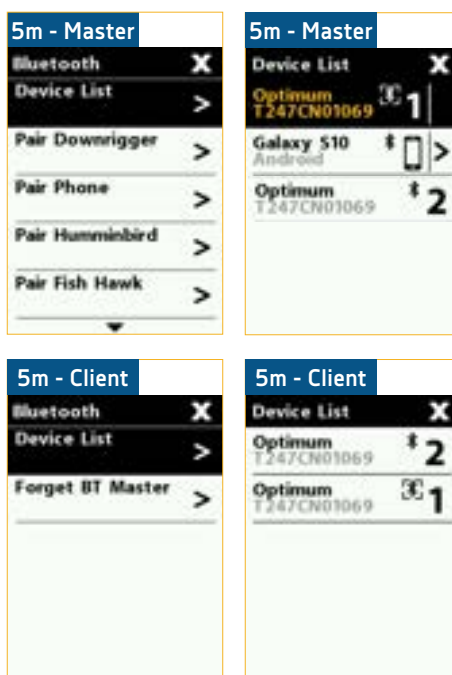 5m - Master
Bluetooth X
Device List >
Pair Downrigger >
Pair Phone >
Pair Humminbird >
Pair Fish Hawk >
5m - Master
Device List X
Optimum 1
T247CN01069
Galaxy S10 >
Android
Optimum 2
T247CN01069
5m - Client
Bluetooth X
Device List >
Forget BT Master >
5m - Client
Device List X
Optimum 2
T247CN01069
Optimum 1
T247CN01069